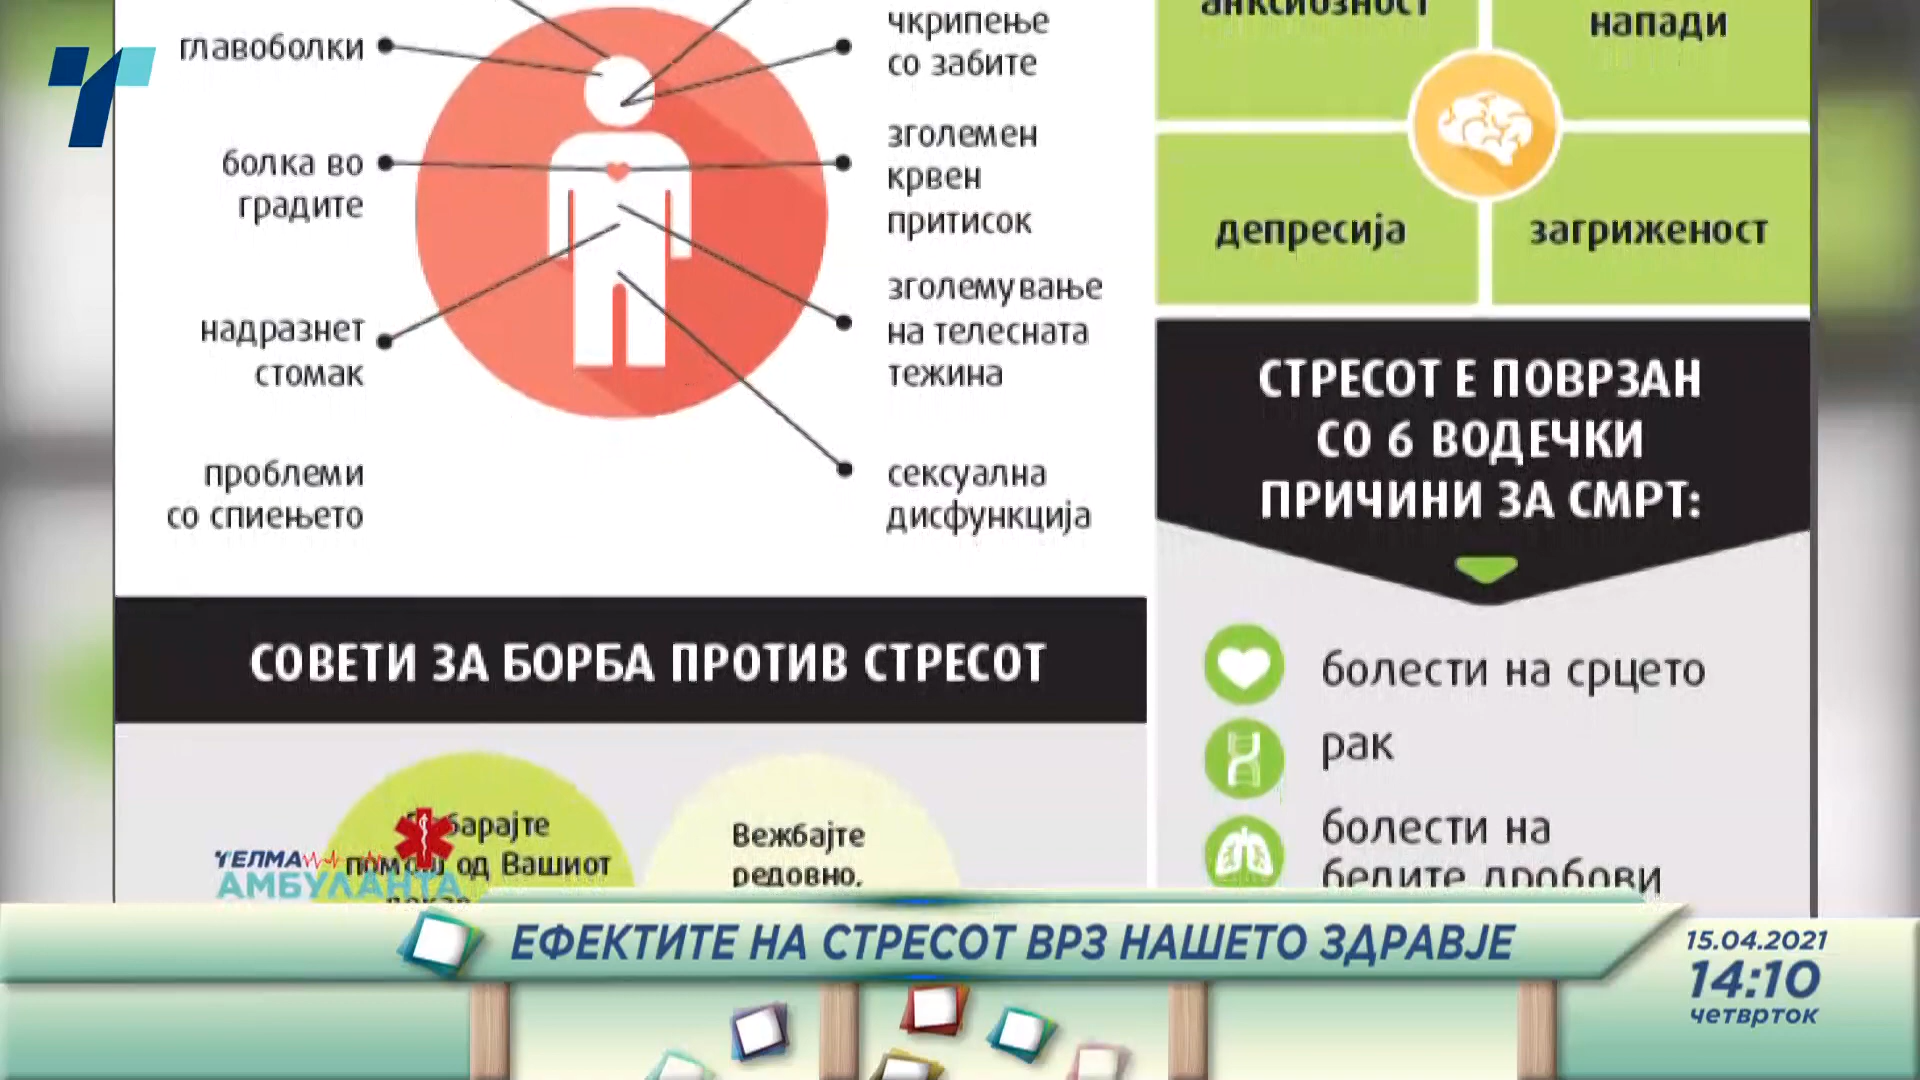 главоболки
болка во
градите
надразнет
стомак
проблеми
со спиењето
чкрипење
со забите
зголемен
крвен
притисок
зголемување
на телесната
тежина
сексуална
дисфункција
анксиозност
напади
депресија
загриженост
СТРЕСОТ Е ПОВРЗАН
СО 6 ВОДЕЧКИ
ПРИЧИНИ ЗА СМРТ:
болести на срцето
рак
болести на
белите дробови
СОВЕТИ ЗА БОРБА ПРОТИВ СТРЕСОТ
помош од Вашиот
Вежбајте
редовно,
ТЕЛМА
АМБУЛАНТА
ЕФЕКТИТЕ НА СТРЕСОТ ВРЗ НАШЕТО ЗДРАВЈЕ
15.04.2021
14:10
четврток